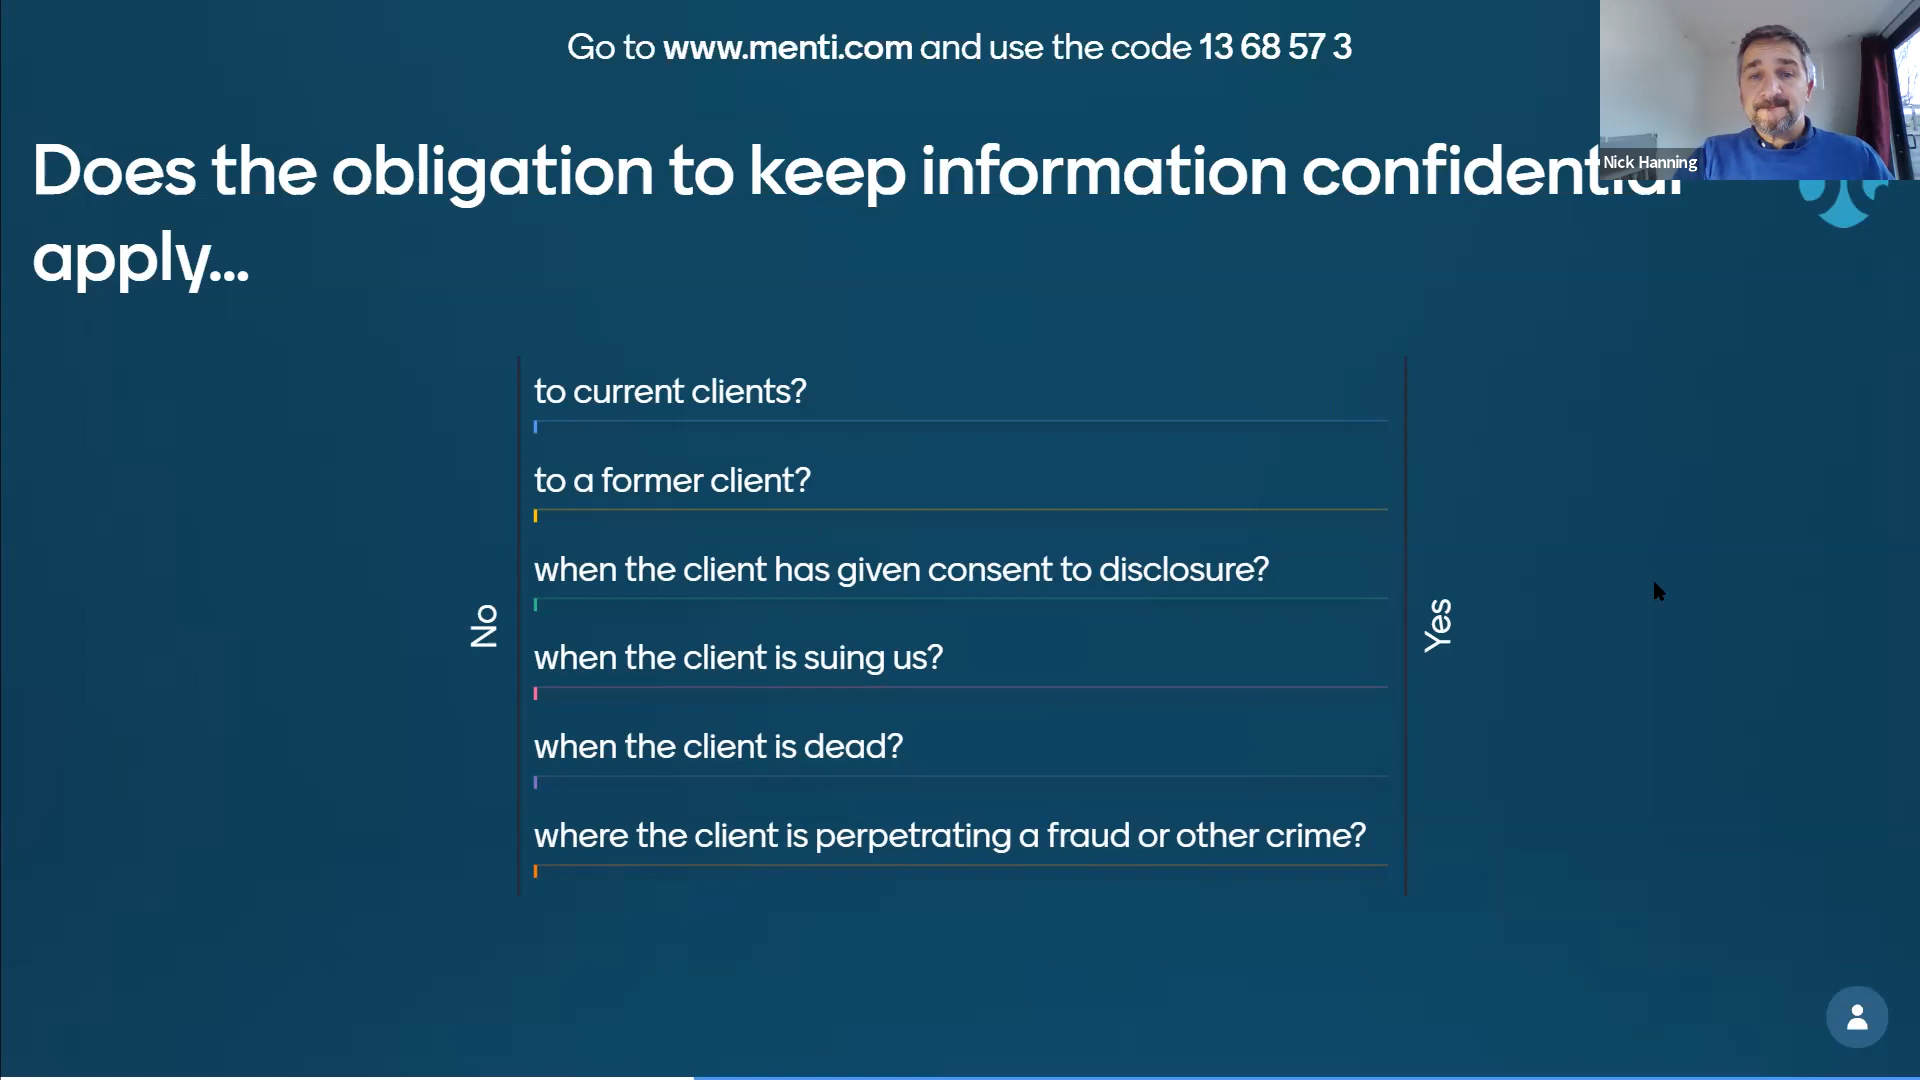 Go to www.menti.com and use the code 13 68 57 3
Nick Hanning
Does the obligation to keep information confidential
apply...
to current clients?
to a former client?
when the client has given consent to disclosure?
No
Yes
when the client is suing us?
when the client is dead?
where the client is perpetrating a fraud or other crime?